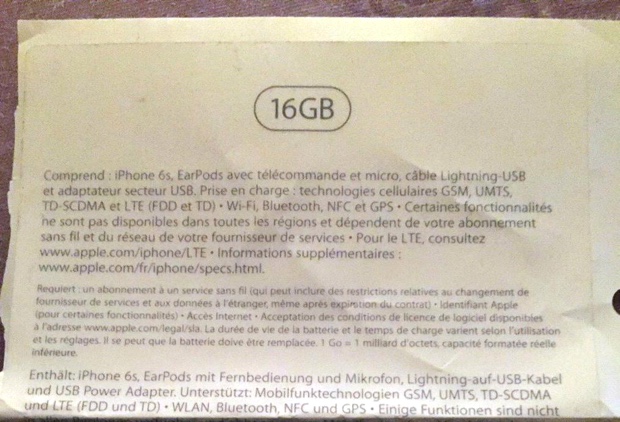 16GB
Comprend : iPhone 6s, EarPods avec télécommande et micro, câble Lightning-USB
et adaptateur secteur USB. Prise en charge : technologies cellulaires GSM, UMTS,
TD-SCDMA et LTE (FDD et TD) • Wi-Fi, Bluetooth, NFC et GPS • Certaines fonctionnalités
ne sont pas disponibles dans toutes les régions et dépendent de votre abonnement
sans fil et du réseau de votre fournisseur de services • Pour le LTE, consultez
www.apple.com/iphone/LTE • Informations supplémentaires :
www.apple.com/fr/iphone/specs.html.
Requiert : un abonnement à un service sans fil (qui peut inclure des restrictions relatives au changement de
fournisseur de services et aux données à l'étranger, même après expiration du contrat) • Identifiant Apple
(pour certaines fonctionnalités) • Accès Internet • Acceptation des conditions de licence de logiciel disponibles
à l'adresse www.apple.com/legal/sla. La durée de vie de la batterie et le temps de charge varient selon l'utilisation
et les réglages. Il se peut que la batterie doive être remplacée. 1 Go = 1 milliard d'octets, capacité formatée réelle
inférieure.
Enthält: iPhone 6s, EarPods mit Fernbedienung und Mikrofon, Lightning-auf-USB-Kabel
und USB Power Adapter. Unterstützt: Mobilfunktechnologien GSM, UMTS, TD-SCDMA
und LTE (FDD und TD) • WLAN, Bluetooth, NFC und GPS • Einige Funktionen sind nicht